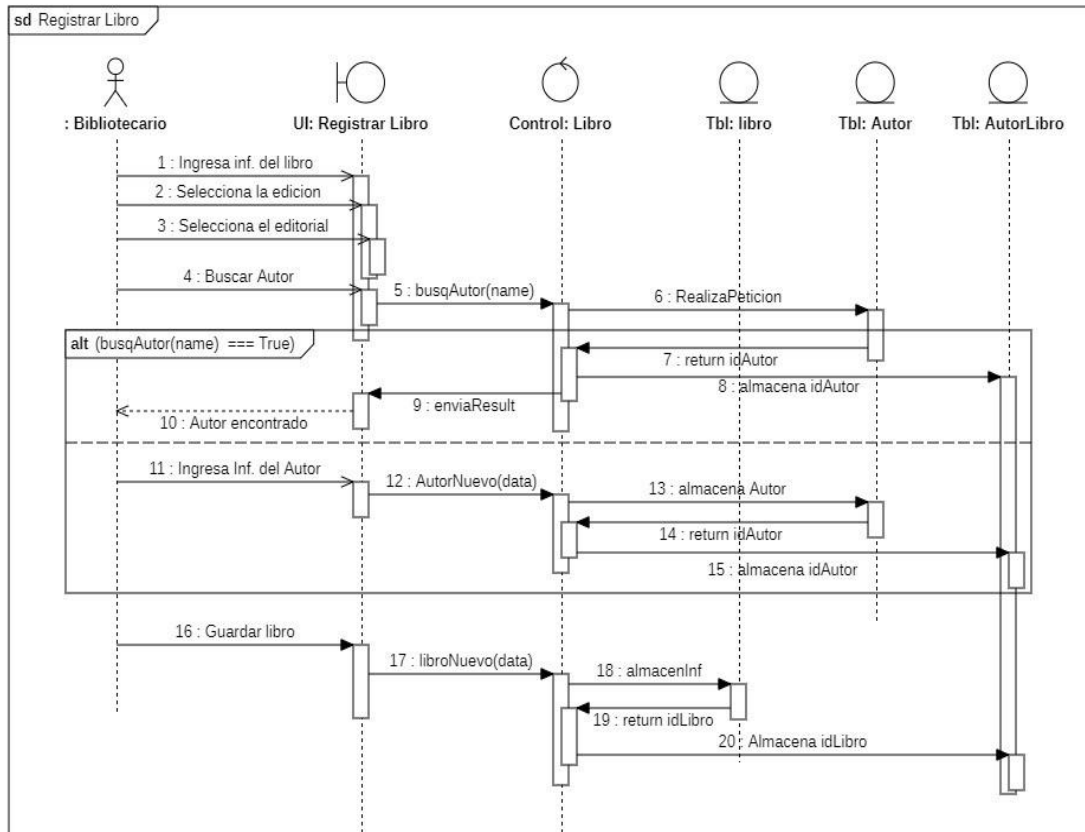 sd Registrar Libro
: Bibliotecario
UI: Registrar Libro
Control: Libro
Tbl: libro
Tbl: Autor
Tbl: AutorLibro
1 : Ingresa inf. del libro
2 : Selecciona la edicion
3 : Selecciona el editorial
4 : Buscar Autor
5 : busqAutor(name)
6 : RealizaPeticion
alt (busqAutor(name) === True)
7 : return idAutor
8 : almacena idAutor
9 : enviaResult
10 : Autor encontrado
11 : Ingresa Inf. del Autor
12 : AutorNuevo(data)
13 : almacena Autor
14 : return idAutor
15 : almacena idAutor
16 : Guardar libro
17 : libroNuevo(data)
18 : almacenInf
19 : return idLibro
20 : Almacena idLibro